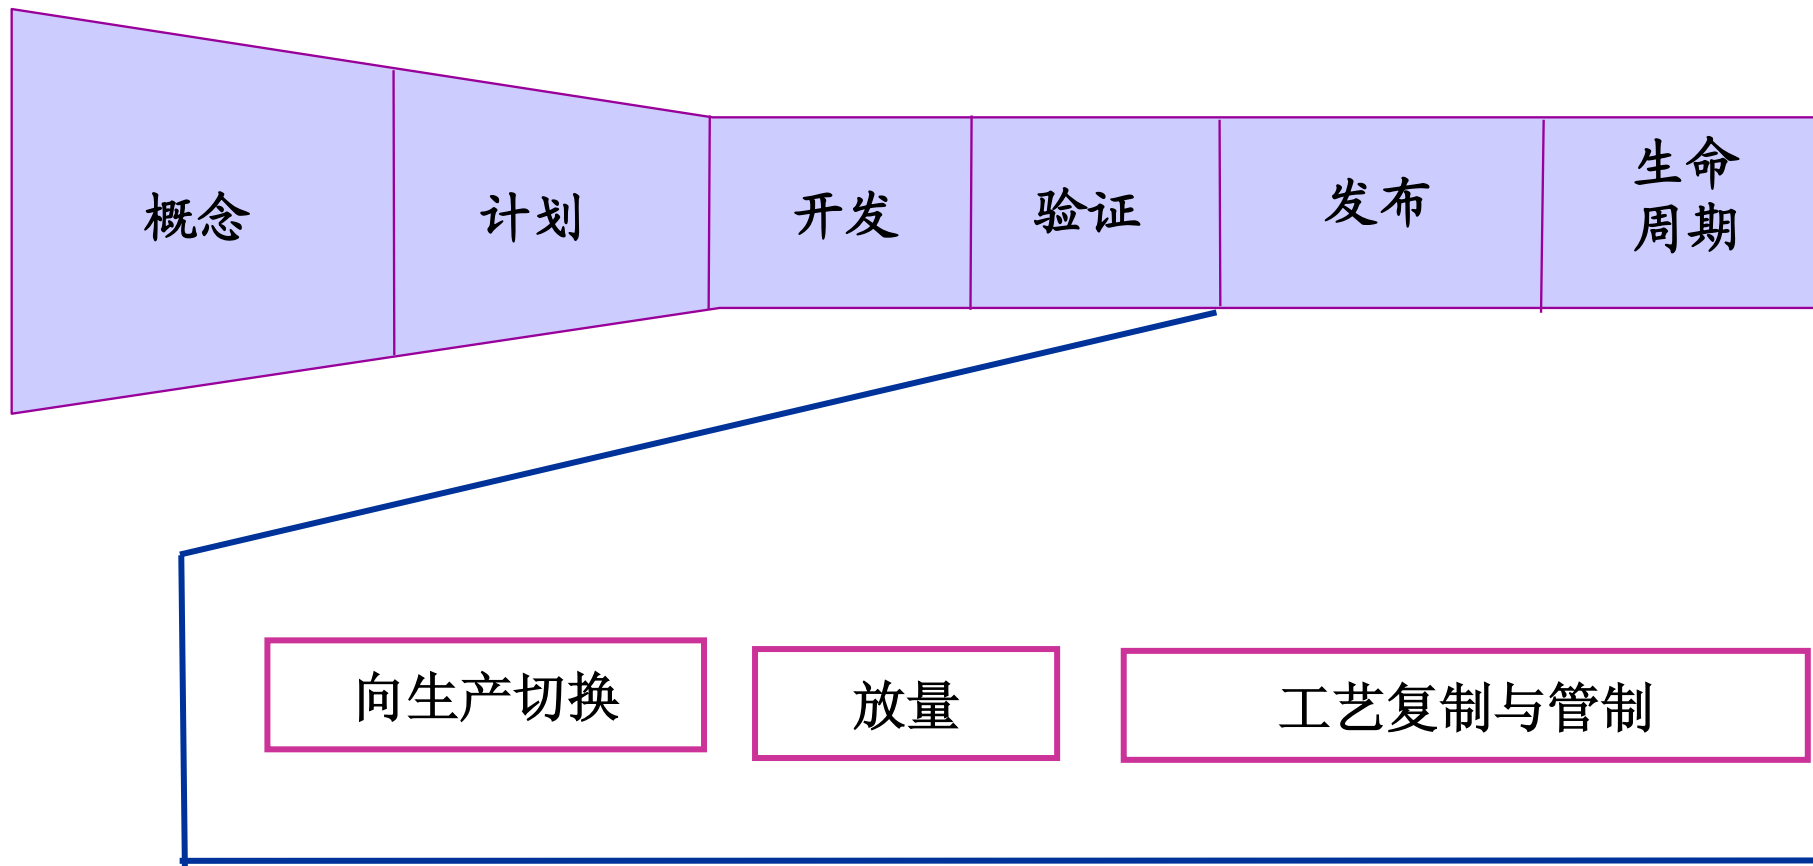 概念
计划
开发
验证
发布
生命
周期
向生产切换
放量
工艺复制与管制